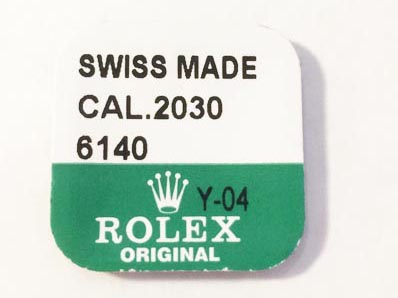 SWISS MADE
CAL.2030
6140
Y-04
ROLEX
ORIGINAL